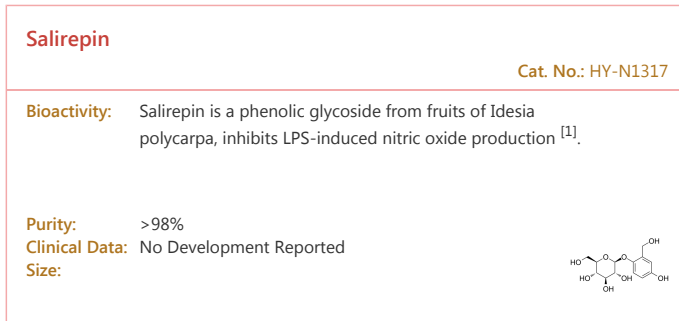 Salirepin
Cat. No.: HY-N1317
Bioactivity: Salirepin is a phenolic glycoside from fruits of Idesia
polycarpa, inhibits LPS-induced nitric oxide production [1].
Purity: >98%
Clinical Data: No Development Reported
Size:
OH
HO O O
HO OH OH
OH